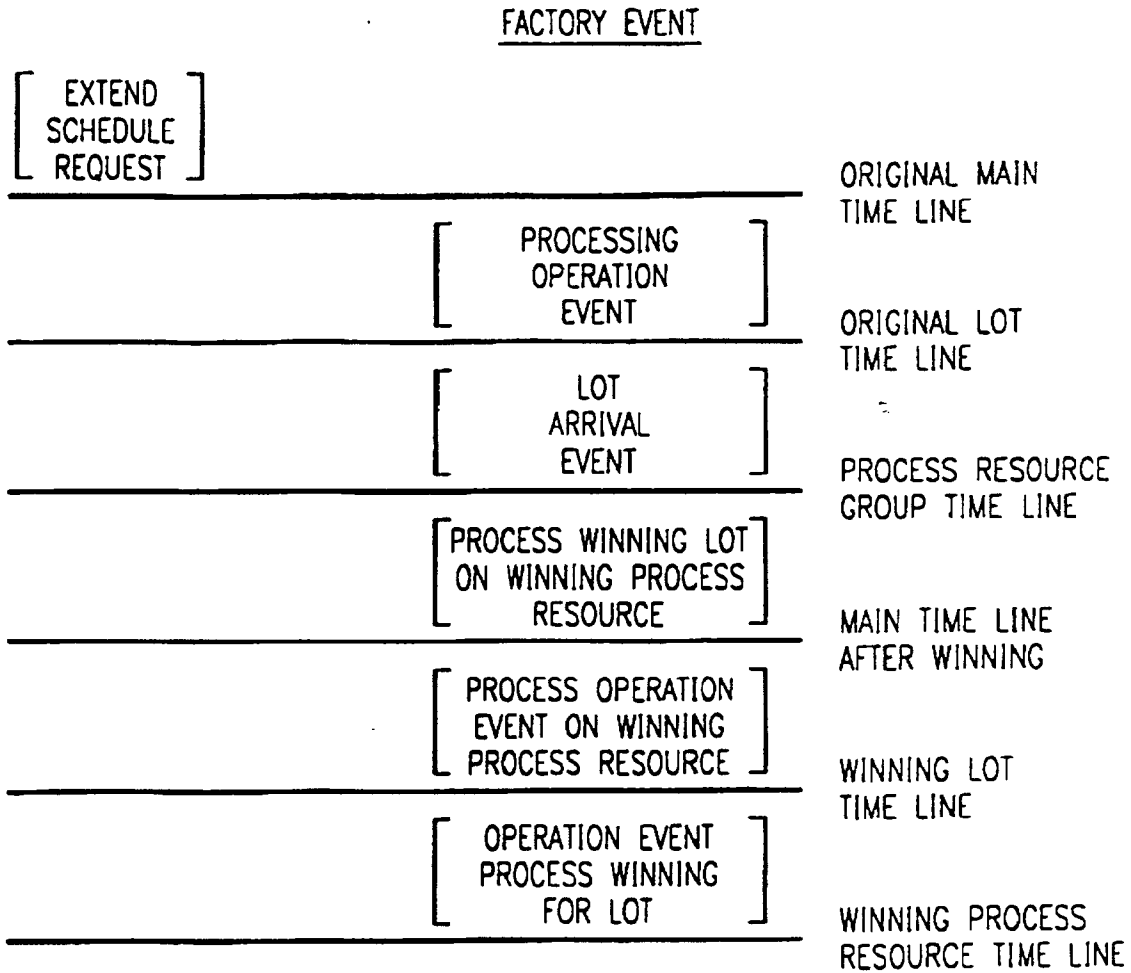 FACTORY EVENT
EXTEND
SCHEDULE
REQUEST
ORIGINAL MAIN
TIME LINE
PROCESSING
OPERATION
EVENT
ORIGINAL LOT
TIME LINE
LOT
ARRIVAL
EVENT
PROCESS RESOURCE
GROUP TIME LINE
PROCESS WINNING LOT
ON WINNING PROCESS
RESOURCE
MAIN TIME LINE
AFTER WINNING
PROCESS OPERATION
EVENT ON WINNING
PROCESS RESOURCE
WINNING LOT
TIME LINE
OPERATION EVENT
PROCESS WINNING
FOR LOT
WINNING PROCESS
RESOURCE TIME LINE